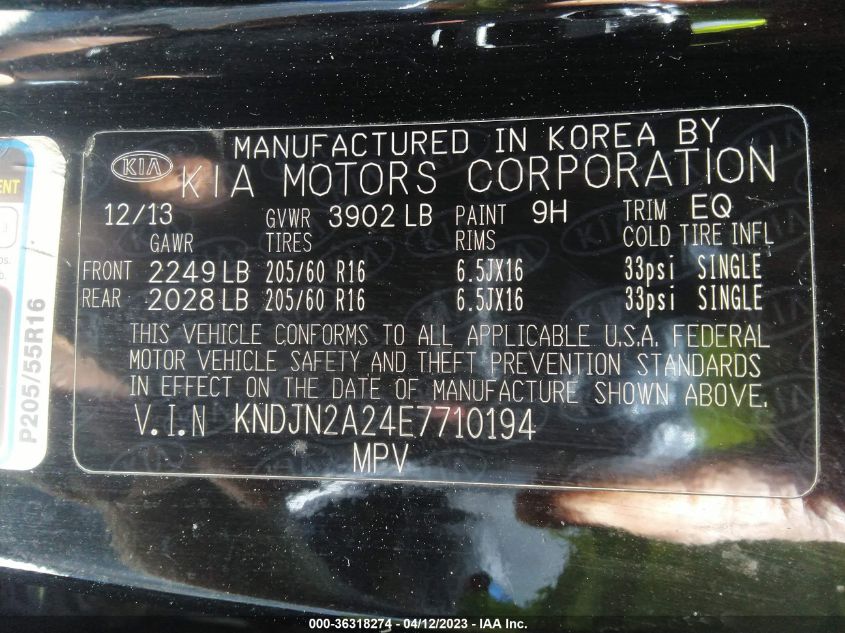 MANUFACTURED IN KOREA BY
KIA KIA MOTORS CORPORATION
12/13 GVWR 3902 LB PAINT 9H TRIM EQ
GAWR TIRES RIMS COLD TIRE INFL
FRONT 2249 LB 205/60 R16 6.5JX16 33psi SINGLE
REAR 2028 LB 205/60 R16 6.5JX16 33psi SINGLE
THIS VEHICLE CONFORMS TO ALL APPLICABLE U.S.A. FEDERAL
MOTOR VEHICLE SAFETY AND THEFT PREVENTION STANDARDS
IN EFFECT ON THE DATE OF MANUFACTURE SHOWN ABOVE.
V.I.N KNDJN2A24E7710194
MPV
P205/55R16
000-36318274 - 04/12/2023 - IAA Inc.